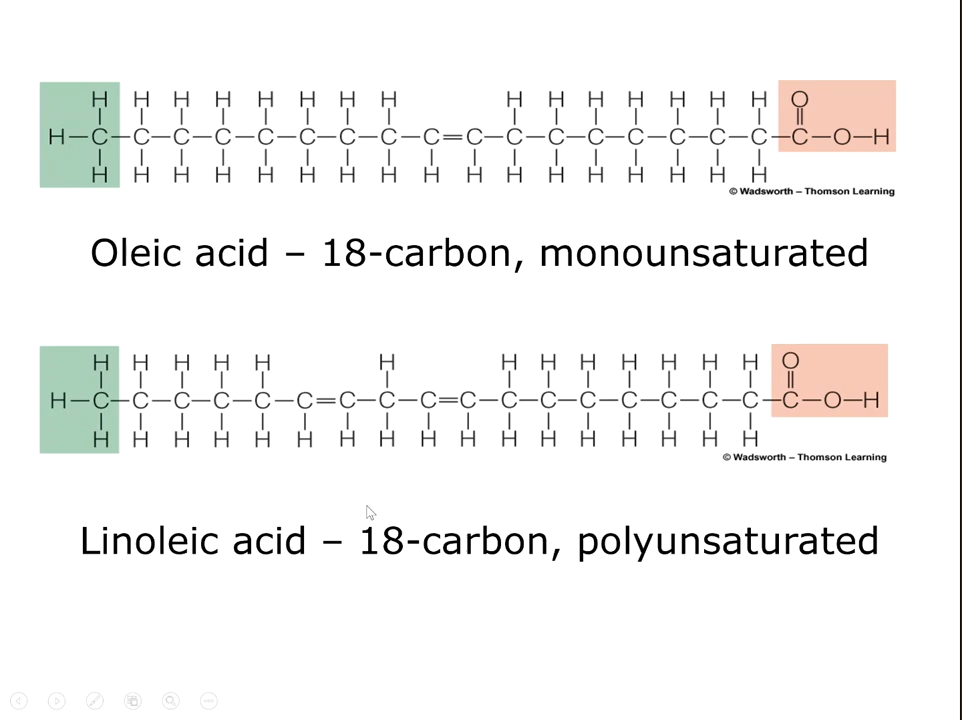 H H H H H H H H H H H H H H H O
H—C—C—C—C—C—C—C—C—C=C—C—C—C—C—C—C—C—C—O—H
H H H H H H H H H H H H H H H H H
© Wadsworth – Thomson Learning
Oleic acid – 18-carbon, monounsaturated
H H H H H H H H H H H H H O
H—C—C—C—C—C—C=C—C—C=C—C—C—C—C—C—C—C—C—O—H
H H H H H H H H H H H H H H H H H
© Wadsworth – Thomson Learning
Linoleic acid – 18-carbon, polyunsaturated